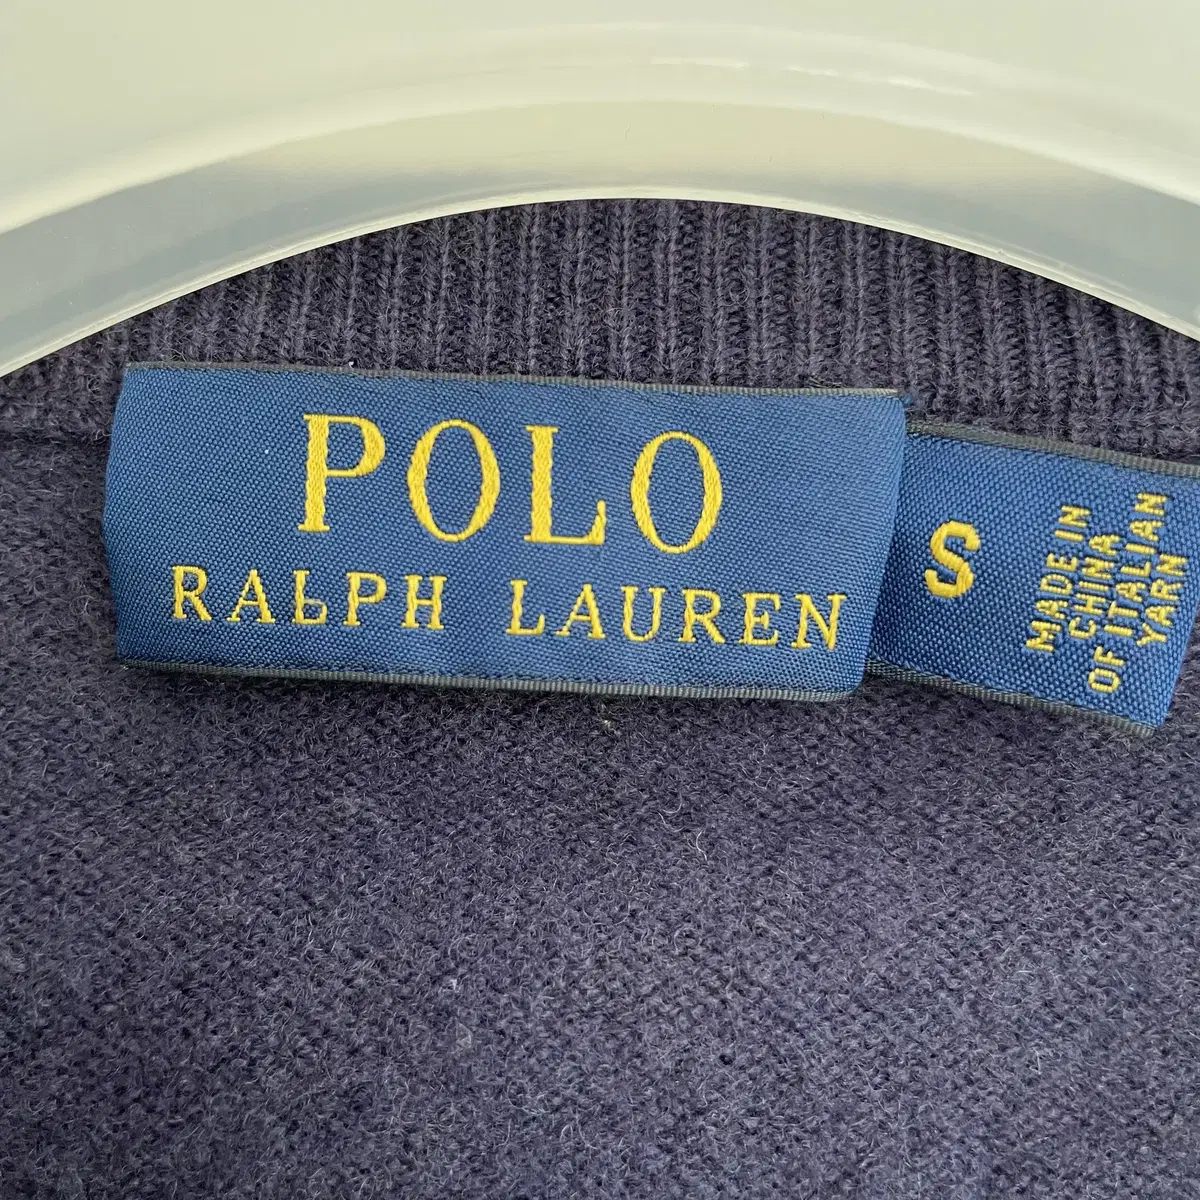 POLO
RALPH LAUREN
S
MADE IN
CHINA
OF ITALIAN
YARN